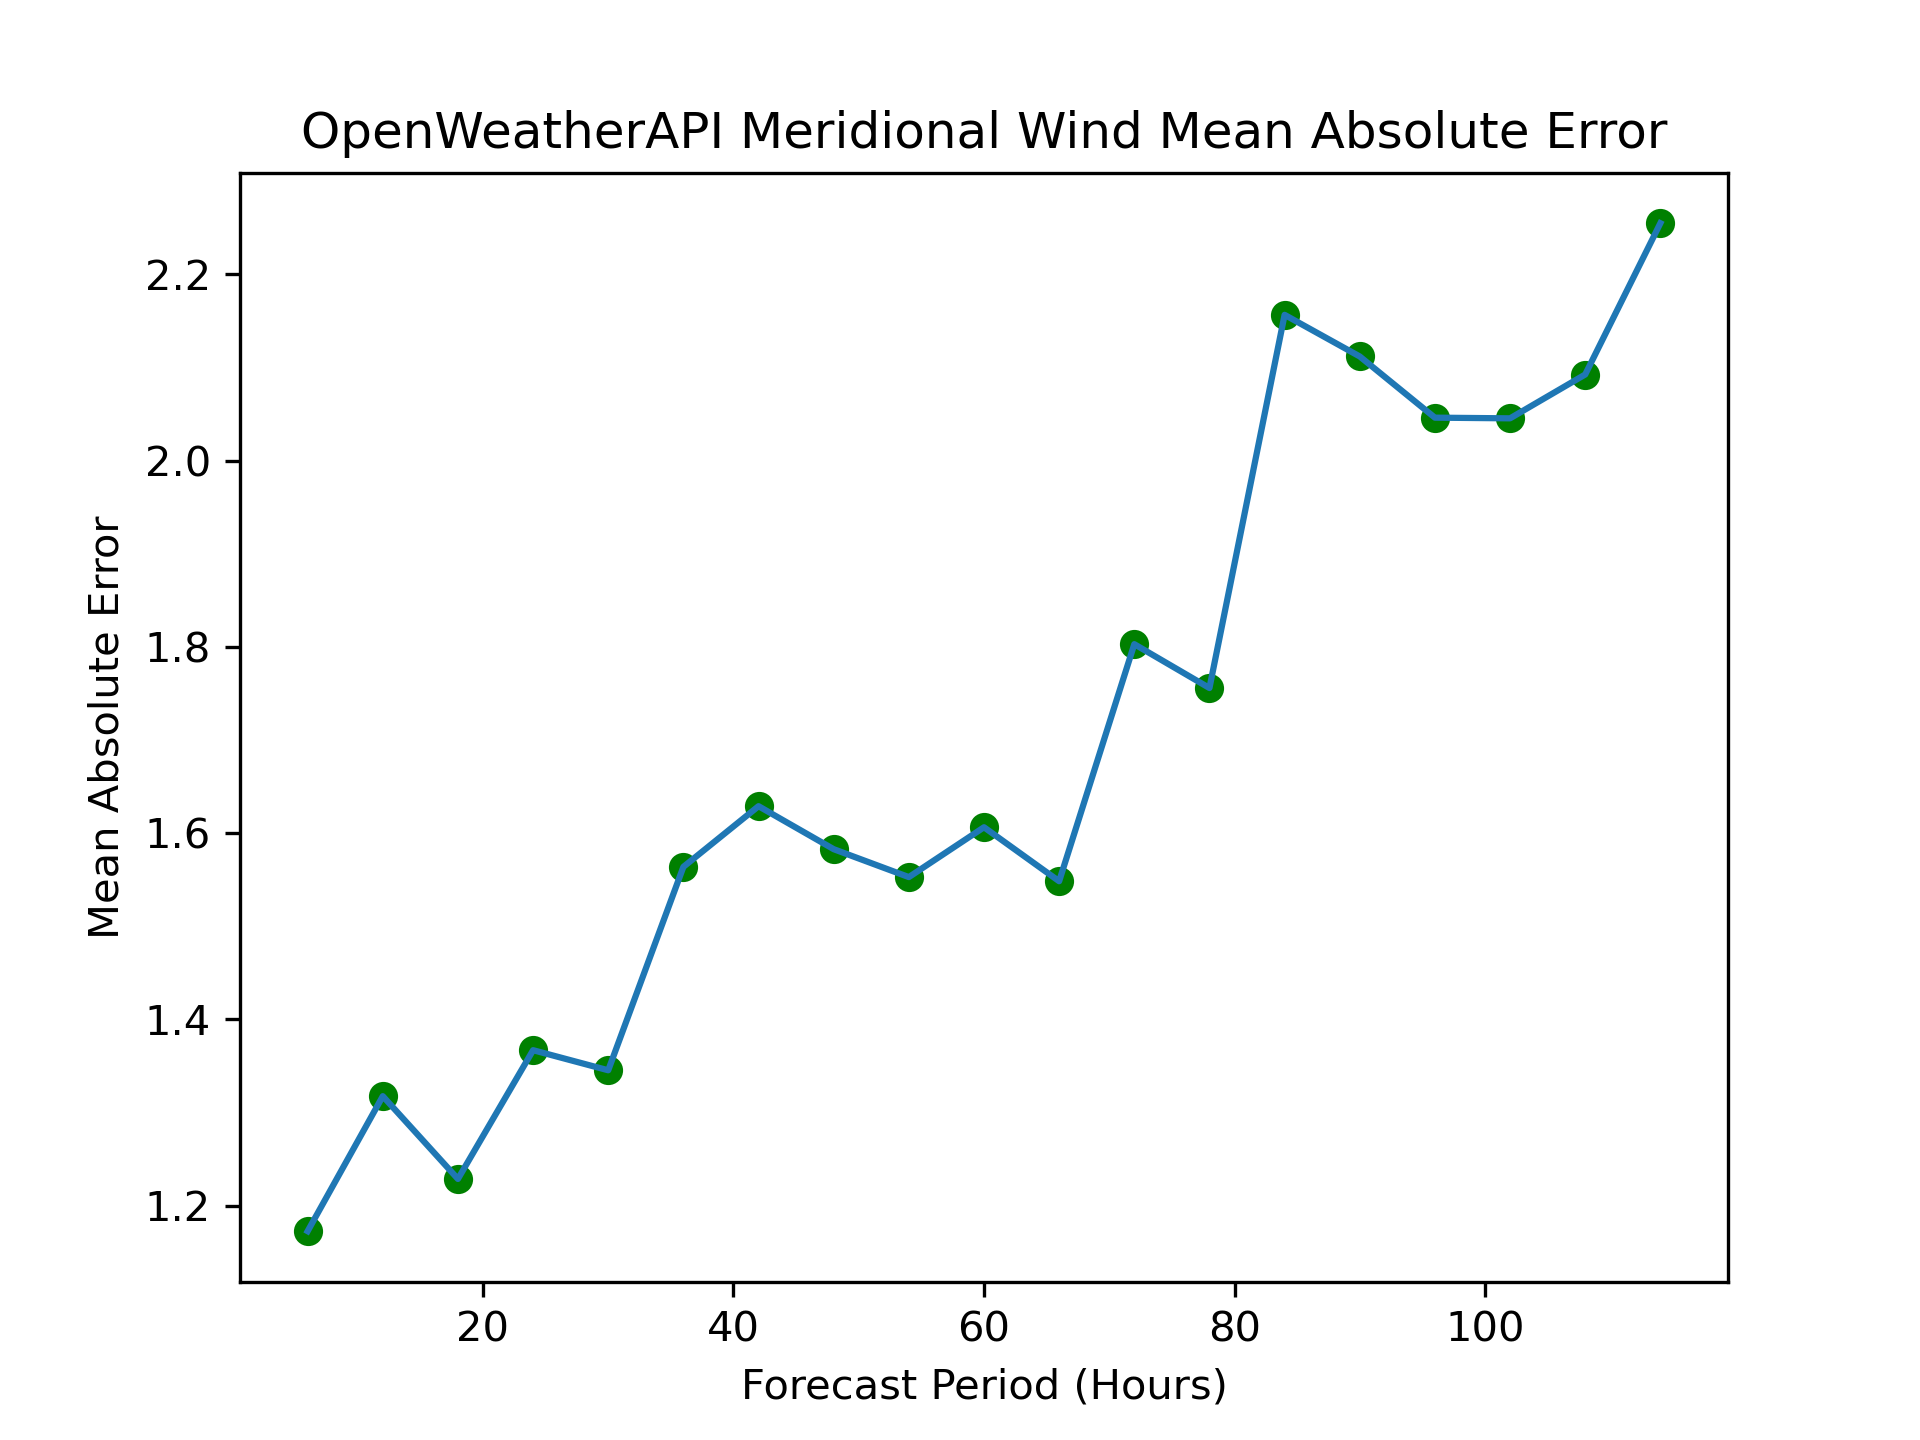 OpenWeatherAPI Meridional Wind Mean Absolute Error
2.2
2.0
1.8
1.6
1.4
1.2
Mean Absolute Error
20 40 60 80 100
Forecast Period (Hours)